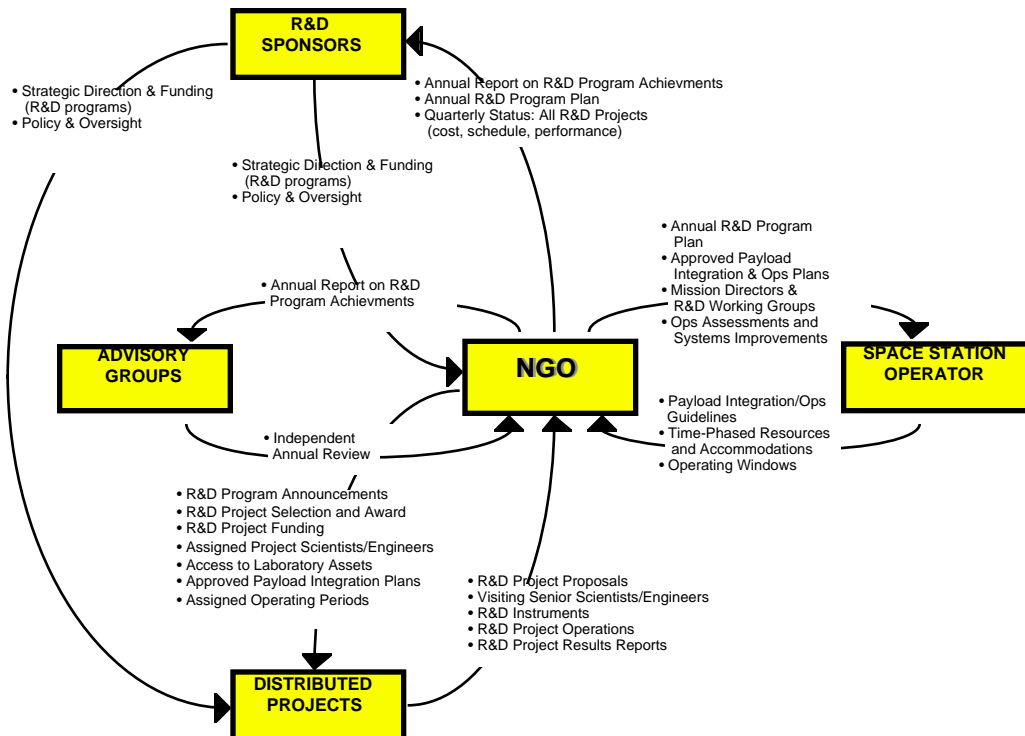 R&D
SPONSORS
• Strategic Direction & Funding
(R&D programs)
• Policy & Oversight
• Annual Report on R&D Program Achievments
• Annual R&D Program Plan
• Quarterly Status: All R&D Projects
(cost, schedule, performance)
• Strategic Direction & Funding
(R&D programs)
• Policy & Oversight
• Annual R&D Program
Plan
• Approved Payload
Integration & Ops Plans
• Mission Directors &
R&D Working Groups
• Ops Assessments and
Systems Improvements
• Annual Report on R&D
Program Achievments
ADVISORY
GROUPS
NGO
SPACE STATION
OPERATOR
• Independent
Annual Review
• Payload Integration/Ops
Guidelines
• Time-Phased Resources
and Accommodations
• Operating Windows
• R&D Program Announcements
• R&D Project Selection and Award
• R&D Project Funding
• Assigned Project Scientists/Engineers
• Access to Laboratory Assets
• Approved Payload Integration Plans
• Assigned Operating Periods
• R&D Project Proposals
• Visiting Senior Scientists/Engineers
• R&D Instruments
• R&D Project Operations
• R&D Project Results Reports
DISTRIBUTED
PROJECTS